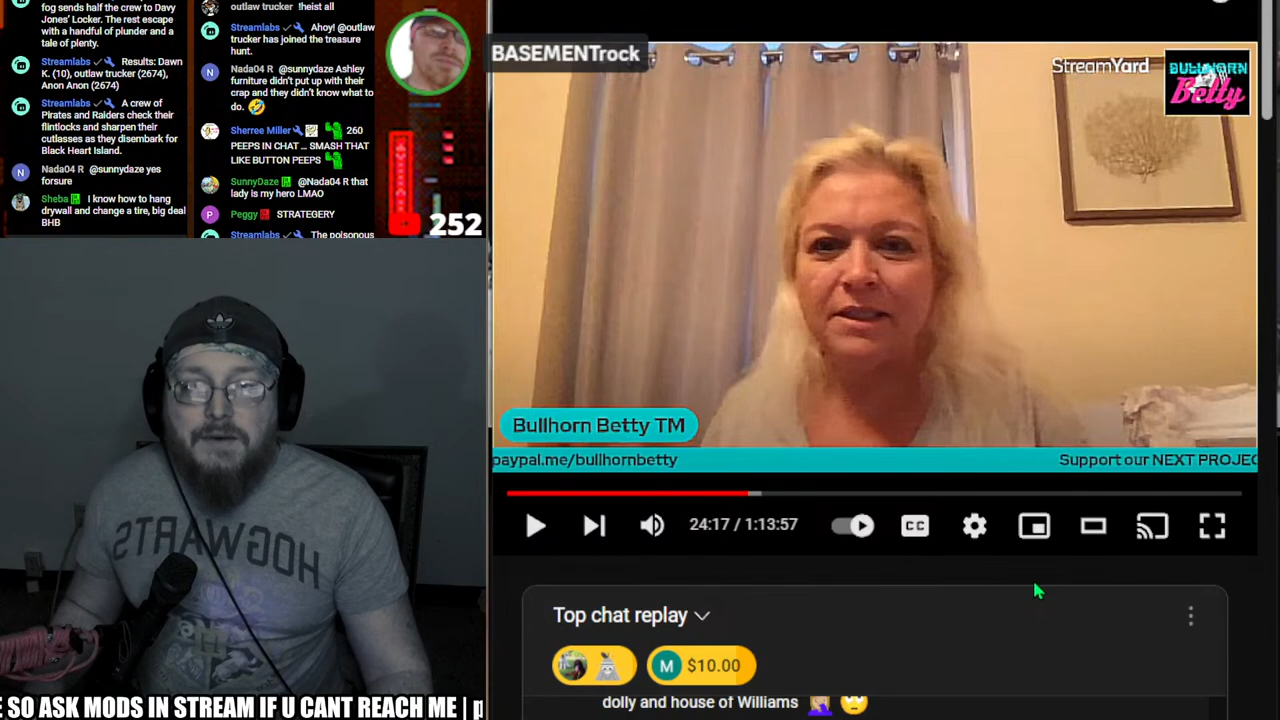 fog sends half the crew to Davy
Jones' Locker. The rest escape
with a handful of plunder and a
tale of plenty.
Streamlabs Results: Dawn
K. (10), outlaw trucker (2674),
Anon Anon (2674)
Streamlabs A crew of
Pirates and Raiders check their
flintlocks and sharpen their
cutlasses as they disembark for
Black Heart Island.
Nada04 R @sunnydaze yes
forsure
Sheba I know how to hang
drywall and change a tire, big deal
BHB
outlaw trucker !heist all
Streamlabs Ahoy! @outlaw
trucker has joined the treasure
hunt.
Nada04 R @sunnydaze Ashley
furniture didn't put up with their
crap and they didn't know what to
do.
Sherree Miller 260
PEEPS IN CHAT ... SMASH THAT
LIKE BUTTON PEEPS
SunnyDaze @Nada04 R that
lady is my hero LMAO
Peggy STRATEGERY
Streamlabs The poisonous
252
BASEMENTrock
StreamYard
BULLHORN
Betty
Bullhorn Betty TM
paypal.me/bullhornbetty
Support our NEXT PROJEC
24:17 / 1:13:57
CC
HOGWARTS
Top chat replay
M $10.00
dolly and house of Williams
E SO ASK MODS IN STREAM IF U CANT REACH ME | p